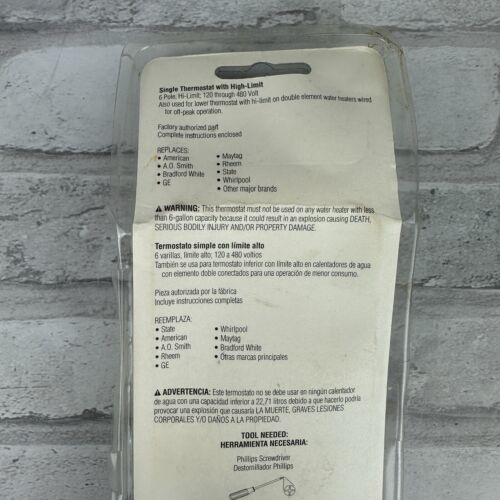 Single Thermostat with High-Limit
6 Pole, Hi-Limit; 120 through 480 Volt
Also used for lower thermostat with hi-limit on double element water heaters wired
for off-peak operation.
Factory authorized part
Complete instructions enclosed
REPLACES:
• American
• A.O. Smith
• Bradford White
• GE
• Maytag
• Rheem
• State
• Whirlpool
• Other major brands
⚠ WARNING: This thermostat must not be used on any water heater with less
than 6-gallon capacity because it could result in an explosion causing DEATH,
SERIOUS BODILY INJURY AND/OR PROPERTY DAMAGE.
Termostato simple con límite alto
6 varillas, límite alto; 120 a 480 voltios
También se usa para termostato inferior con límite alto en calentadores de agua
con elemento doble conectados para una operación de menor consumo.
Pieza autorizada por la fábrica
Incluye instrucciones completas
REEMPLAZA:
• State
• American
• A.O. Smith
• Rheem
• GE
• Whirlpool
• Maytag
• Bradford White
• Otras marcas principales
⚠ ADVERTENCIA: Este termostato no se debe usar en ningún calentador
de agua con una capacidad inferior a 22,71 litros debido a que hacerlo podría
provocar una explosión que causaría LA MUERTE, GRAVES LESIONES
CORPORALES Y/O DAÑOS A LA PROPIEDAD.
TOOL NEEDED:
HERRAMIENTA NECESARIA:
Phillips Screwdriver
Destornillador Phillips